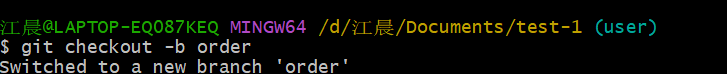 江晨@LAPTOP-EQ087KEQ MINGW64 /d/江晨/Documents/test-1 (user)
$ git checkout -b order
Switched to a new branch 'order'